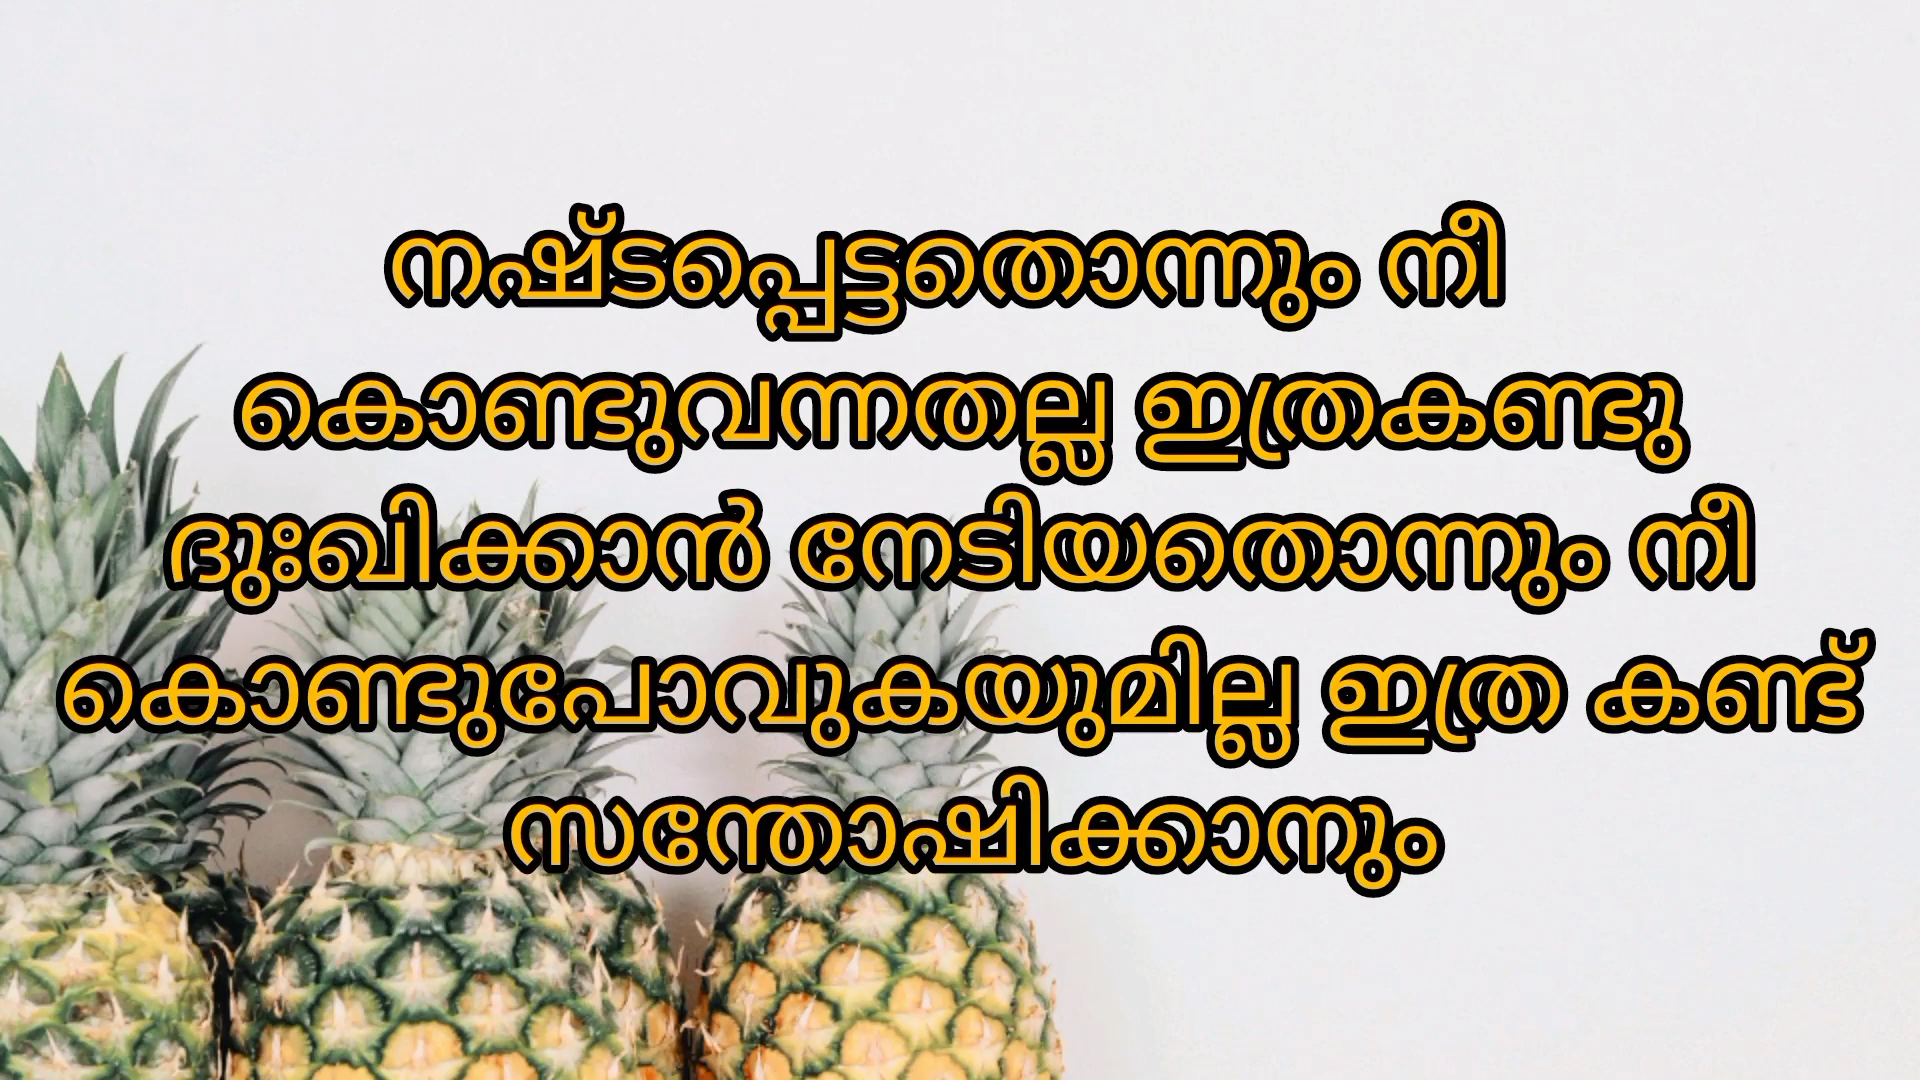 നഷ്ടപ്പെട്ടതൊന്നും നീ
കൊണ്ടുവന്നതല്ല ഇത്രകണ്ടു
ദുഃഖിക്കാൻ നേടിയതൊന്നും നീ
കൊണ്ടുപോവുകയുമില്ല ഇത്ര കണ്ട്
സന്തോഷിക്കാനും